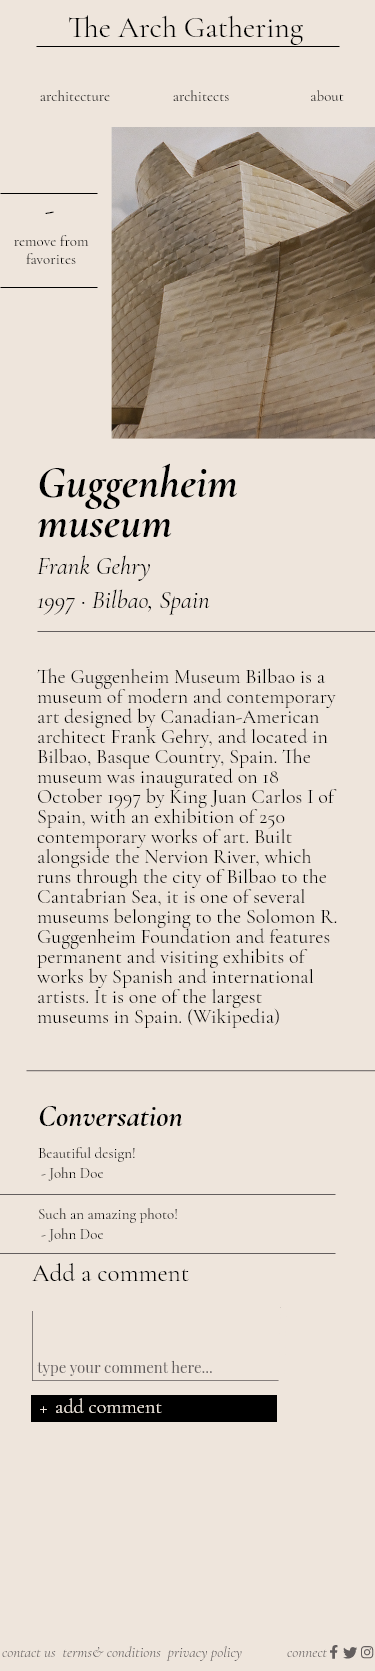 The Arch Gathering
architecture architects about
-
remove from
favorites
Guggenheim
museum
Frank Gehry
1997 · Bilbao, Spain
The Guggenheim Museum Bilbao is a
museum of modern and contemporary
art designed by Canadian-American
architect Frank Gehry, and located in
Bilbao, Basque Country, Spain. The
museum was inaugurated on 18
October 1997 by King Juan Carlos I of
Spain, with an exhibition of 250
contemporary works of art. Built
alongside the Nervion River, which
runs through the city of Bilbao to the
Cantabrian Sea, it is one of several
museums belonging to the Solomon R.
Guggenheim Foundation and features
permanent and visiting exhibits of
works by Spanish and international
artists. It is one of the largest
museums in Spain. (Wikipedia)
Conversation
Beautiful design!
- John Doe
Such an amazing photo!
- John Doe
Add a comment
type your comment here...
+ add comment
contact us terms& conditions privacy policy connect